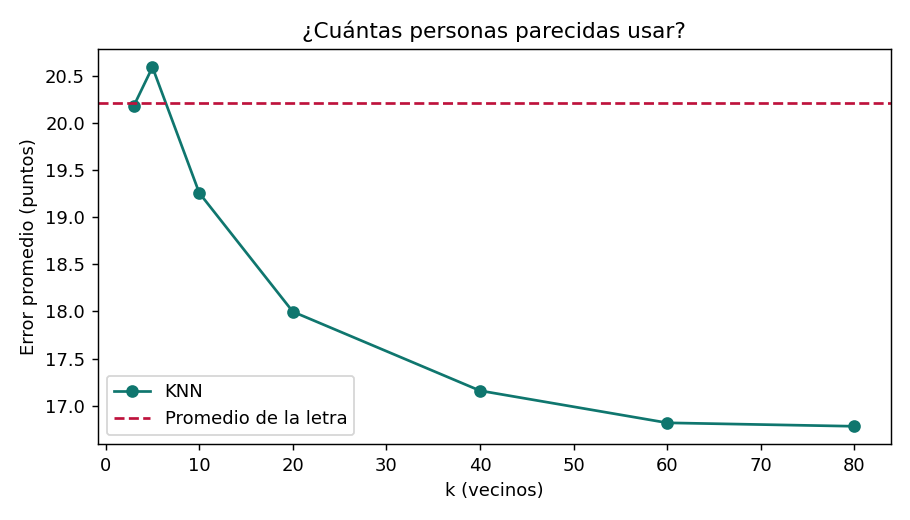 ¿Cuántas personas parecidas usar?
Error promedio (puntos)
20.5
20.0
19.5
19.0
18.5
18.0
17.5
17.0
KNN
Promedio de la letra
0 10 20 30 40 50 60 70 80
k (vecinos)